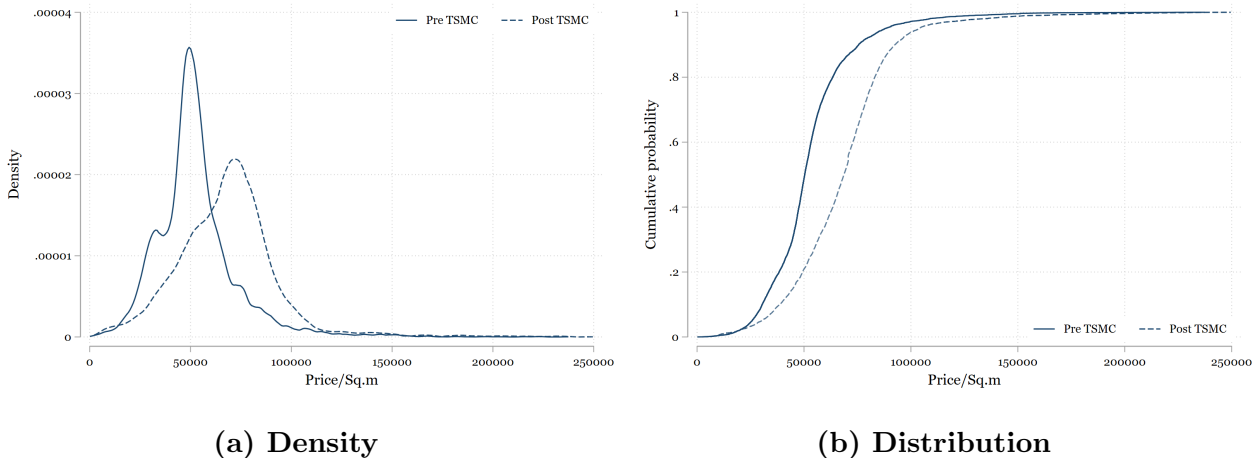 .00004
.00003
.00002
.00001
0
Density
0 50000 100000 150000 200000 250000
Price/Sq.m
Pre TSMC Post TSMC
(a) Density
1
.8
.6
.4
.2
0
Cumulative probability
0 50000 100000 150000 200000 250000
Price/Sq.m
Pre TSMC Post TSMC
(b) Distribution